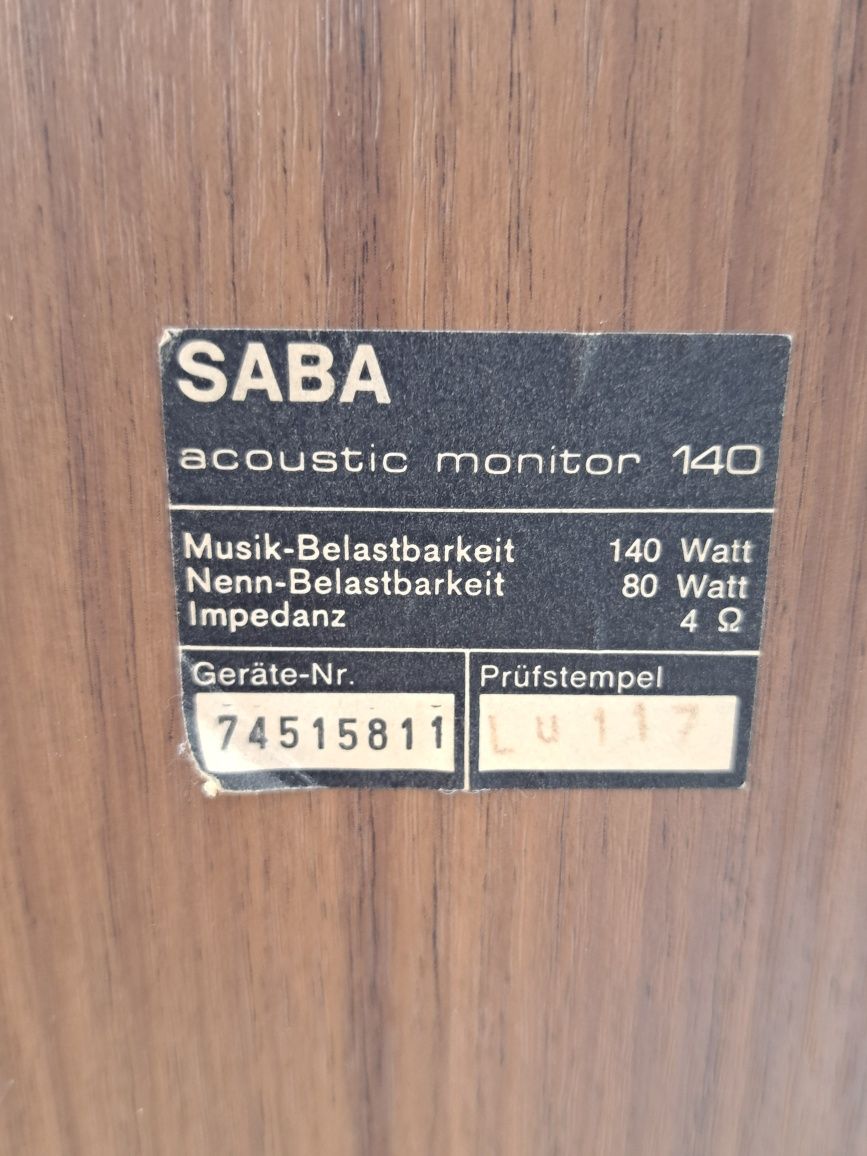 SABA
acoustic monitor 140
Musik-Belastbarkeit 140 Watt
Nenn-Belastbarkeit 80 Watt
Impedanz 4 Ω
Geräte-Nr. Prüfstempel
74515811 Lu 117